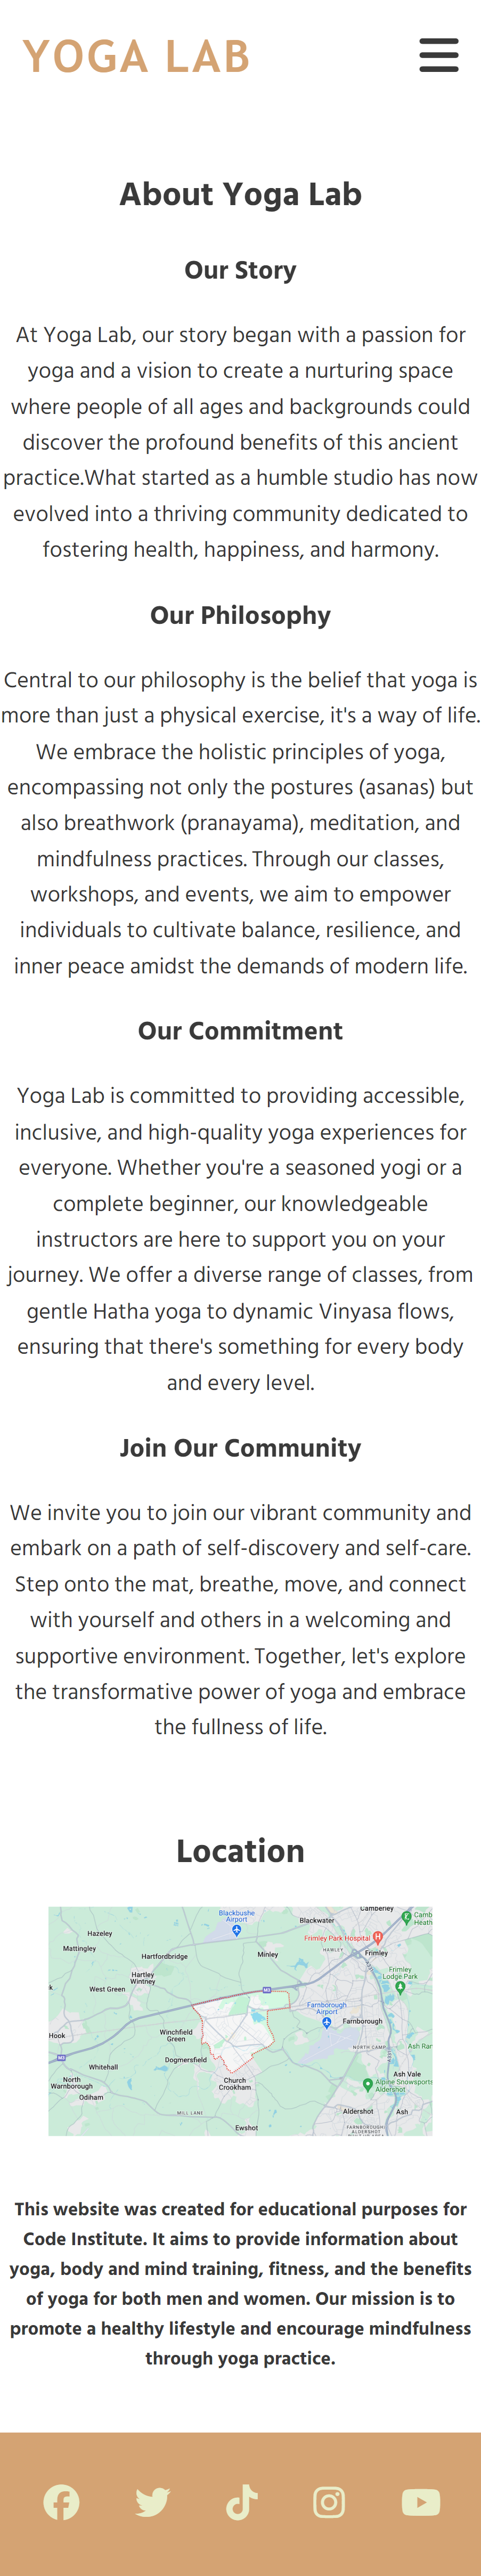 YOGA LAB
About Yoga Lab
Our Story
At Yoga Lab, our story began with a passion for
yoga and a vision to create a nurturing space
where people of all ages and backgrounds could
discover the profound benefits of this ancient
practice.What started as a humble studio has now
evolved into a thriving community dedicated to
fostering health, happiness, and harmony.
Our Philosophy
Central to our philosophy is the belief that yoga is
more than just a physical exercise, it's a way of life.
We embrace the holistic principles of yoga,
encompassing not only the postures (asanas) but
also breathwork (pranayama), meditation, and
mindfulness practices. Through our classes,
workshops, and events, we aim to empower
individuals to cultivate balance, resilience, and
inner peace amidst the demands of modern life.
Our Commitment
Yoga Lab is committed to providing accessible,
inclusive, and high-quality yoga experiences for
everyone. Whether you're a seasoned yogi or a
complete beginner, our knowledgeable
instructors are here to support you on your
journey. We offer a diverse range of classes, from
gentle Hatha yoga to dynamic Vinyasa flows,
ensuring that there's something for every body
and every level.
Join Our Community
We invite you to join our vibrant community and
embark on a path of self-discovery and self-care.
Step onto the mat, breathe, move, and connect
with yourself and others in a welcoming and
supportive environment. Together, let's explore
the transformative power of yoga and embrace
the fullness of life.
Location
Camberley
Blackbushe
Airport
Blackwater
Camb
Heath
Hazeley
Frimley Park Hospital
Mattingley
Hartfordbridge
Minley
HAWLEY
Frimley
Hartley
Wintney
Frimley
Lodge Park
k
West Green
M3
Farnborough
Airport
Farnborough
Hook
Winchfield
Green
NORTH CAMP
Ash Ran
M3
Dogmersfield
Whitehall
Ash Vale
North
Warnborough
Church
Crookham
Alpine Snowsports
Aldershot
Odiham
MILL LANE
Aldershot
Ash
Ewshot
FARNBOROUGH
ALDERSHOT
This website was created for educational purposes for
Code Institute. It aims to provide information about
yoga, body and mind training, fitness, and the benefits
of yoga for both men and women. Our mission is to
promote a healthy lifestyle and encourage mindfulness
through yoga practice.